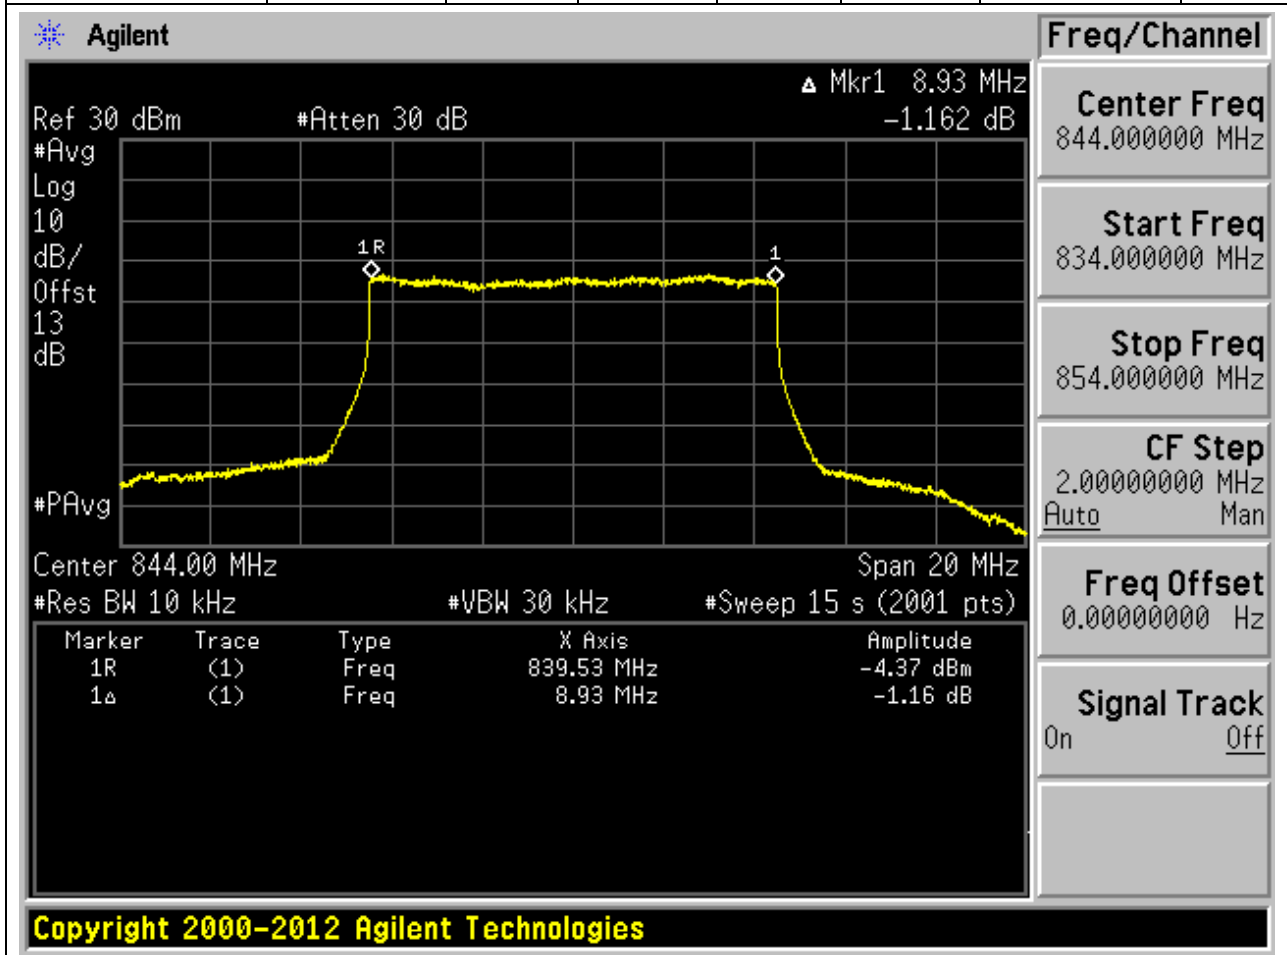 Agilent
Freq/Channel
▵ Mkr1 8.93 MHz
Ref 30 dBm #Atten 30 dB -1.162 dB
#Avg
Log
10
dB/
Offst
13
dB
1R
1
#PAvg
Center 844.00 MHz Span 20 MHz
#Res BW 10 kHz #VBW 30 kHz #Sweep 15 s (2001 pts)
Marker Trace Type X Axis Amplitude
1R (1) Freq 839.53 MHz -4.37 dBm
1▵ (1) Freq 8.93 MHz -1.16 dB
Center Freq
844.000000 MHz
Start Freq
834.000000 MHz
Stop Freq
854.000000 MHz
CF Step
2.00000000 MHz
Auto Man
Freq Offset
0.00000000 Hz
Signal Track
On Off
Copyright 2000-2012 Agilent Technologies